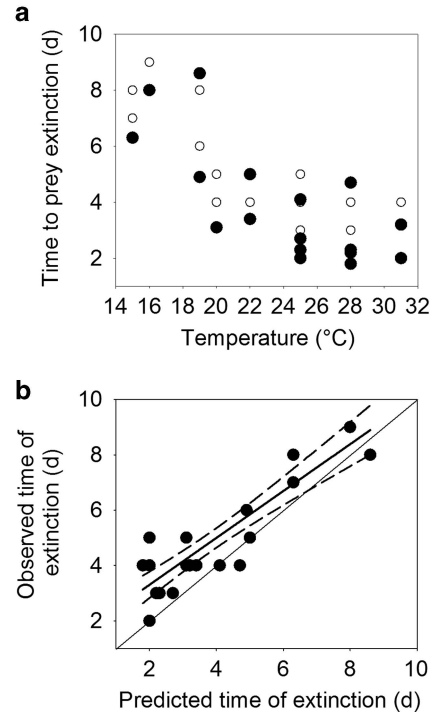 a
10
8
6
4
2
Time to prey extinction (d)
14 16 18 20 22 24 26 28 30 32
Temperature (°C)
b
10
8
6
4
2
Observed time of
extinction (d)
2 4 6 8 10
Predicted time of extinction (d)